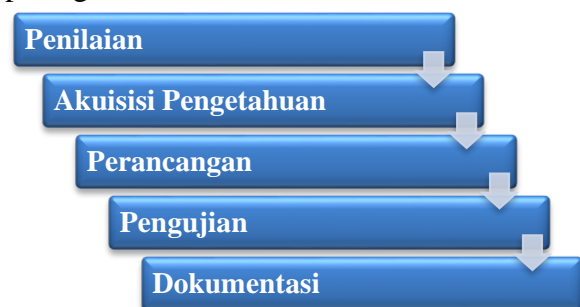 Penilaian
Akuisisi Pengetahuan
Perancangan
Pengujian
Dokumentasi